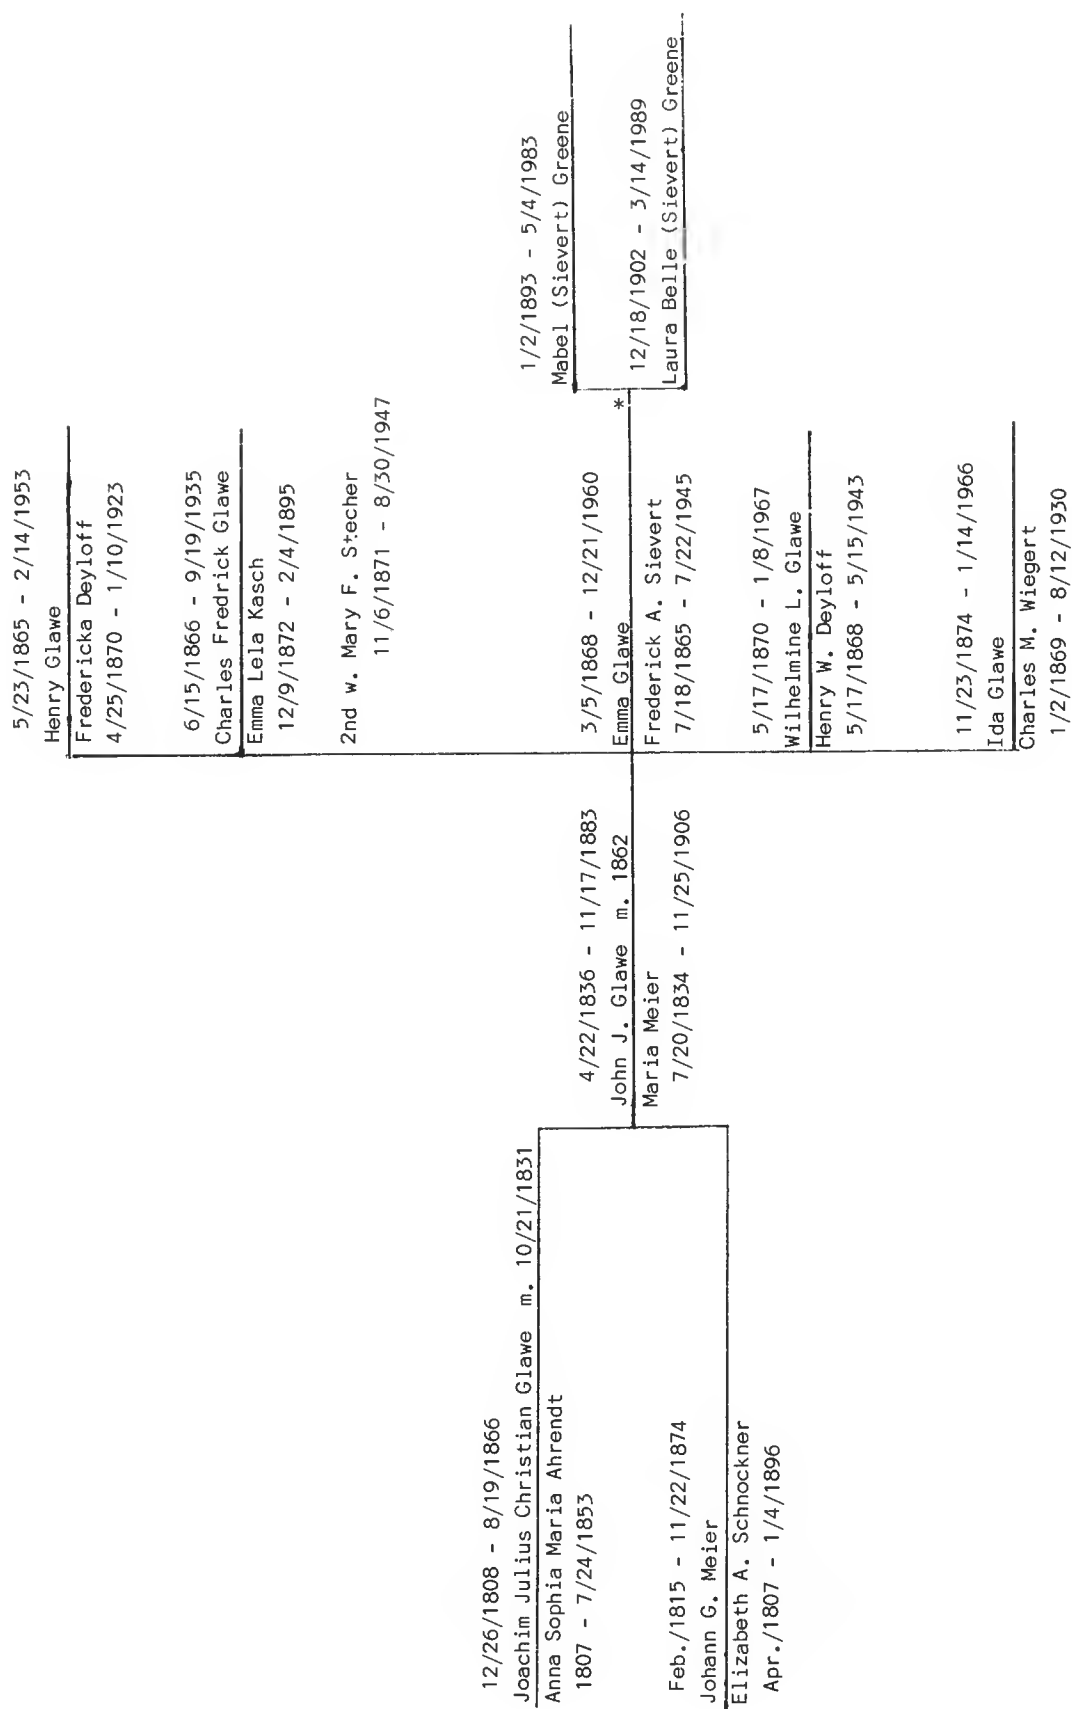 12/26/1808 - 8/19/1866
Joachim Julius Christian Glawe m. 10/21/1831
Anna Sophia Maria Ahrendt
1807 - 7/24/1853
Feb./1815 - 11/22/1874
Johann G. Meier
Elizabeth A. Schnockner
Apr./1807 - 1/4/1896
4/22/1836 - 11/17/1883
John J. Glawe m. 1862
Maria Meier
7/20/1834 - 11/25/1906
5/23/1865 - 2/14/1953
Henry Glawe
Fredericka Deyloff
4/25/1870 - 1/10/1923
6/15/1866 - 9/19/1935
Charles Fredrick Glawe
Emma Lela Kasch
12/9/1872 - 2/4/1895
2nd w. Mary F. Stecher
11/6/1871 - 8/30/1947
3/5/1868 - 12/21/1960
Emma Glawe *
Frederick A. Sievert
7/18/1865 - 7/22/1945
5/17/1870 - 1/8/1967
Wilhelmine L. Glawe
Henry W. Deyloff
5/17/1868 - 5/15/1943
11/23/1874 - 1/14/1966
Ida Glawe
Charles M. Wiegert
1/2/1869 - 8/12/1930
1/2/1893 - 5/4/1983
Mabel (Sievert) Greene
12/18/1902 - 3/14/1989
Laura Belle (Sievert) Greene